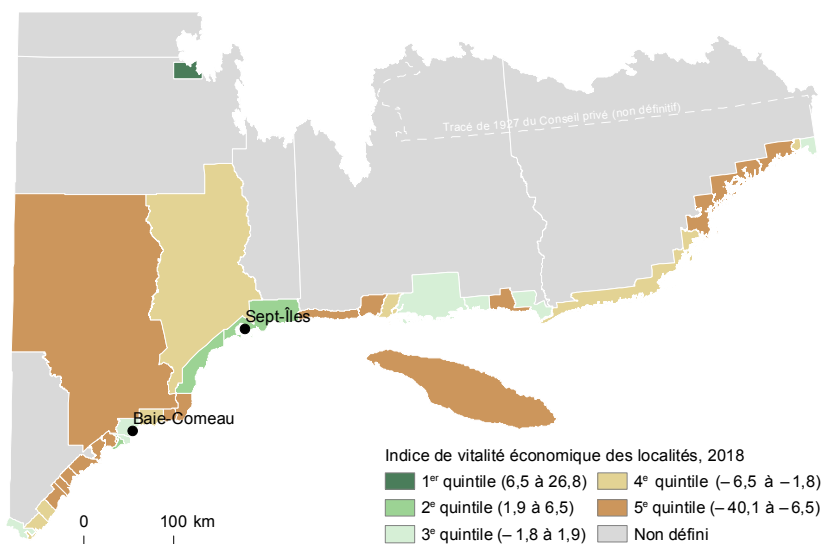 Tracé de 1927 du Conseil privé (non définitif)
Sept-Îles
Baie-Comeau
Indice de vitalité économique des localités, 2018
1er quintile (6,5 à 26,8)
2e quintile (1,9 à 6,5)
3e quintile (– 1,8 à 1,9)
4e quintile (– 6,5 à – 1,8)
5e quintile (– 40,1 à – 6,5)
Non défini
0 100 km